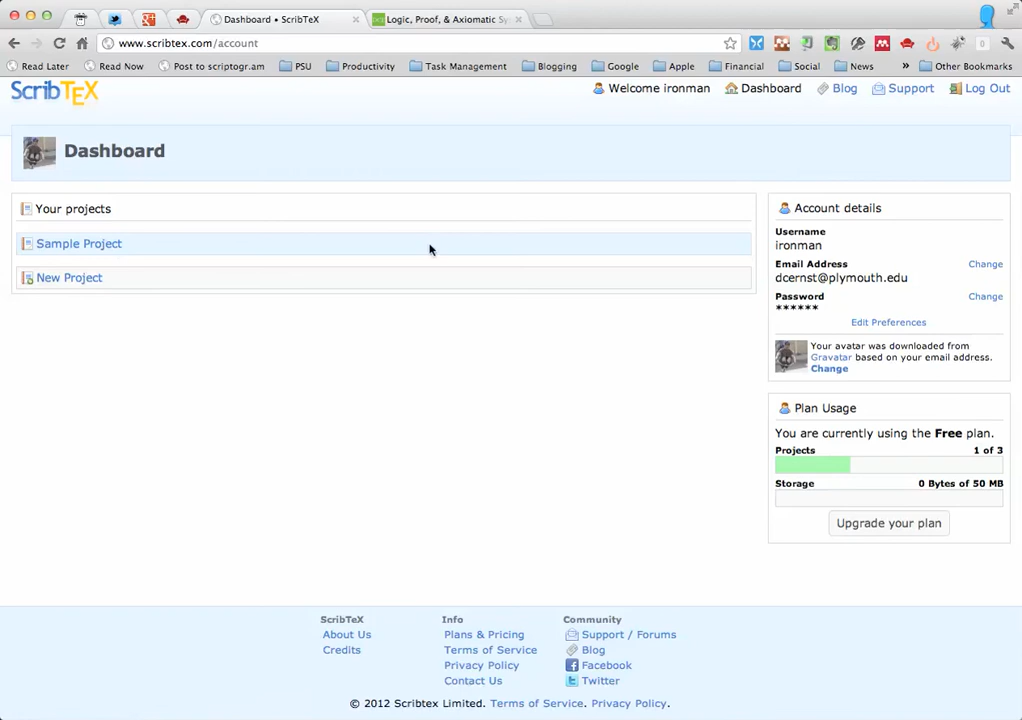 Dashboard • ScribTeX
Logic, Proof, & Axiomatic Sy
www.scribtex.com/account
Read Later
Read Now
Post to scriptogr.am
PSU
Productivity
Task Management
Blogging
Google
Apple
Financial
Social
News
»
Other Bookmarks
ScribTEX
Welcome ironman
Dashboard
Blog
Support
Log Out
Dashboard
Your projects
Sample Project
New Project
Account details
Username
ironman
Email Address
Change
dcernst@plymouth.edu
Password
Change
******
Edit Preferences
Your avatar was downloaded from
Gravatar based on your email address.
Change
Plan Usage
You are currently using the Free plan.
Projects
1 of 3
Storage
0 Bytes of 50 MB
Upgrade your plan
ScribTeX
About Us
Credits
Info
Plans & Pricing
Terms of Service
Privacy Policy
Contact Us
Community
Support / Forums
Blog
Facebook
Twitter
© 2012 Scribtex Limited. Terms of Service. Privacy Policy.